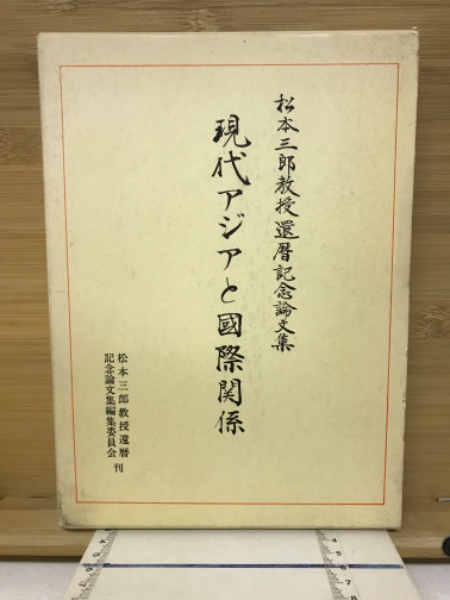 松本三郎教授還暦記念論文集
現代アジアと國際関係
松本三郎教授還暦
記念論文集編集委員会 刊